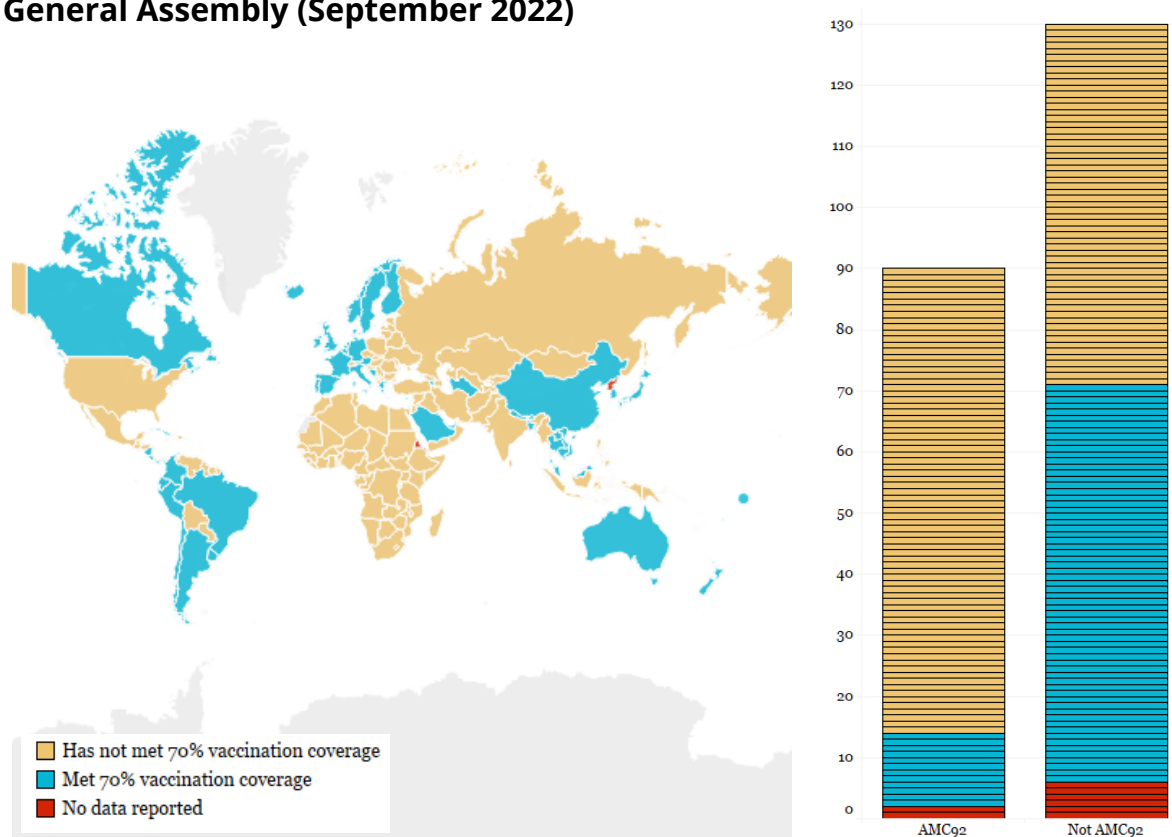 General Assembly (September 2022)
Has not met 70% vaccination coverage
Met 70% vaccination coverage
No data reported
130
120
110
100
90
80
70
60
50
40
30
20
10
0
AMC92
Not AMC92